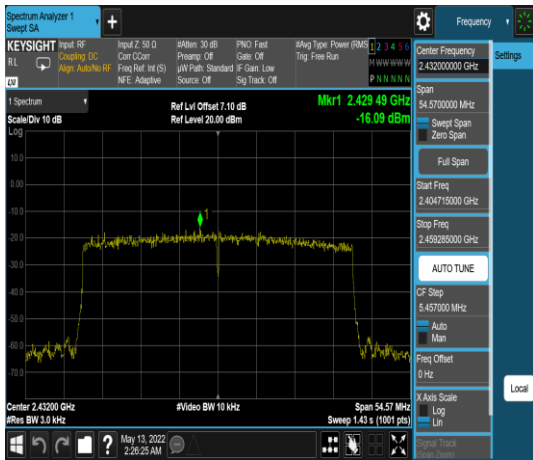 Spectrum Analyzer 1
Swept SA
+
Frequency
KEYSIGHT
Input: RF
Coupling: DC
Align: Auto/No RF
Input Z: 50 Ω
Corr CCorr
Freq Ref: Int (S)
NFE: Adaptive
#Atten: 30 dB
Preamp: Off
µW Path: Standard
Source: Off
PNO: Fast
Gate: Off
IF Gain: Low
Sig Track: Off
#Avg Type: Power (RMS
Trig: Free Run
1 2 3 4 5 6
M W W W W W
P N N N N N
R L
LXI
1 Spectrum
Scale/Div 10 dB
Ref Lvl Offset 7.10 dB
Ref Level 20.00 dBm
Mkr1 2.429 49 GHz
-16.09 dBm
Log
10.0
0.00
-10.0
-20.0
-30.0
-40.0
-50.0
-60.0
-70.0
1
Center 2.43200 GHz
#Res BW 3.0 kHz
#Video BW 10 kHz
Span 54.57 MHz
Sweep 1.43 s (1001 pts)
Center Frequency
2.432000000 GHz
Settings
Span
54.5700000 MHz
Swept Span
Zero Span
Full Span
Start Freq
2.404715000 GHz
Stop Freq
2.459285000 GHz
AUTO TUNE
CF Step
5.457000 MHz
Auto
Man
Freq Offset
0 Hz
X Axis Scale
Log
Lin
Local
Signal Track
(Span Zoom)
?
May 13, 2022
2:26:25 AM